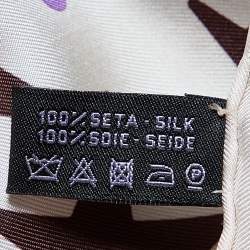 100% SETA - SILK
100% SOIE - SEIDE
P